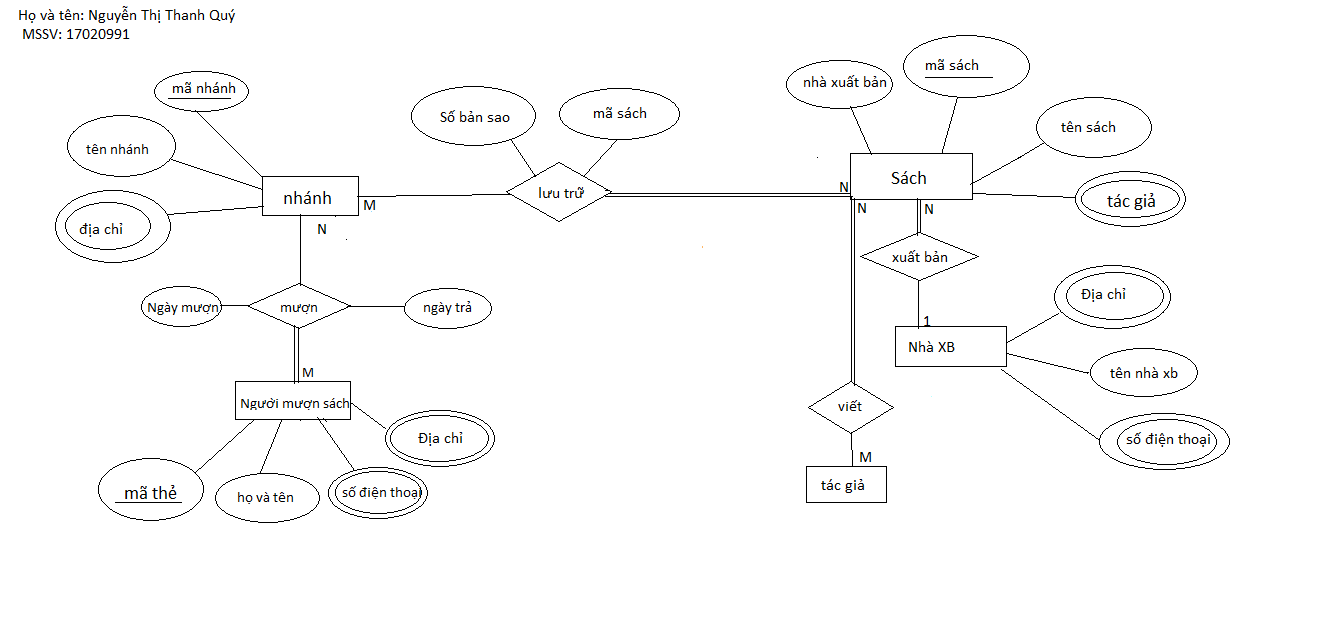 Họ và tên: Nguyễn Thị Thanh Quý
MSSV: 17020991
mã nhánh
tên nhánh
địa chỉ
nhánh
M
N
Số bản sao
mã sách
lưu trữ
nhà xuất bản
mã sách
tên sách
tác giả
Sách
N
N
N
xuất bản
1
Nhà XB
Địa chỉ
tên nhà xb
số điện thoại
viết
M
tác giả
Ngày mượn
mượn
ngày trả
M
Người mượn sách
Địa chỉ
mã thẻ
họ và tên
số điện thoại